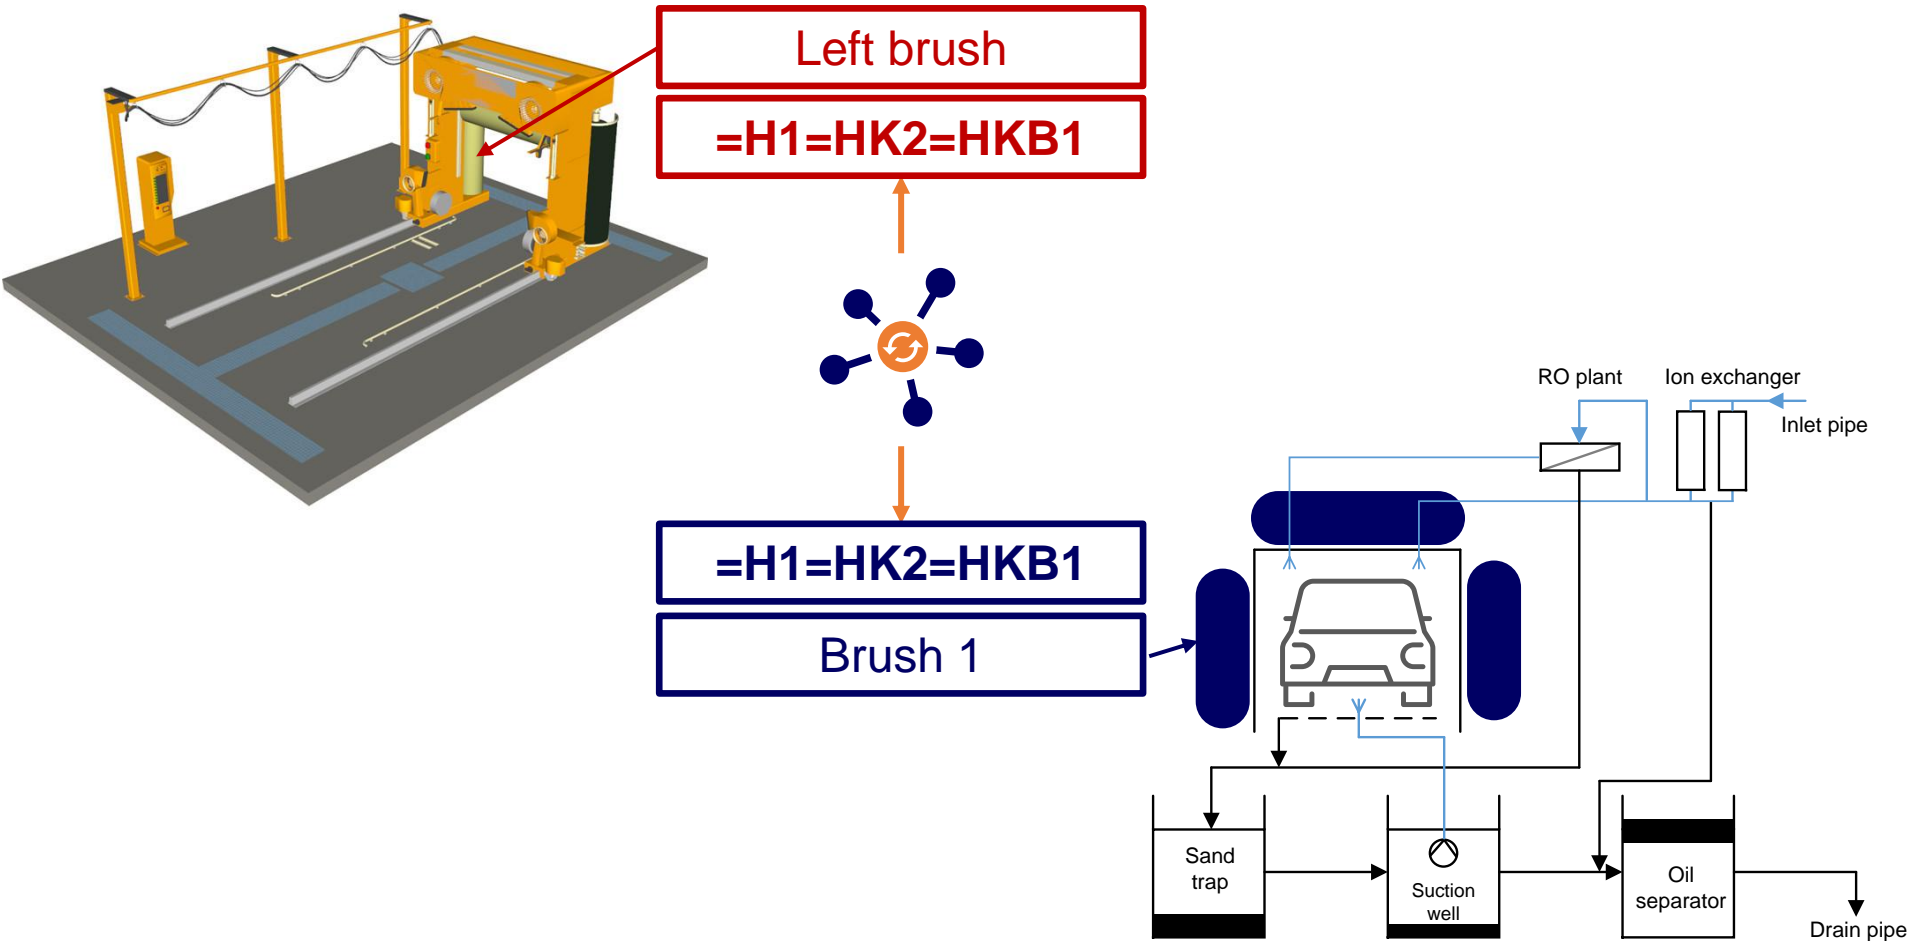 Left brush
=H1=HK2=HKB1
=H1=HK2=HKB1
Brush 1
RO plant
Ion exchanger
Inlet pipe
Sand
trap
Suction
well
Oil
separator
Drain pipe